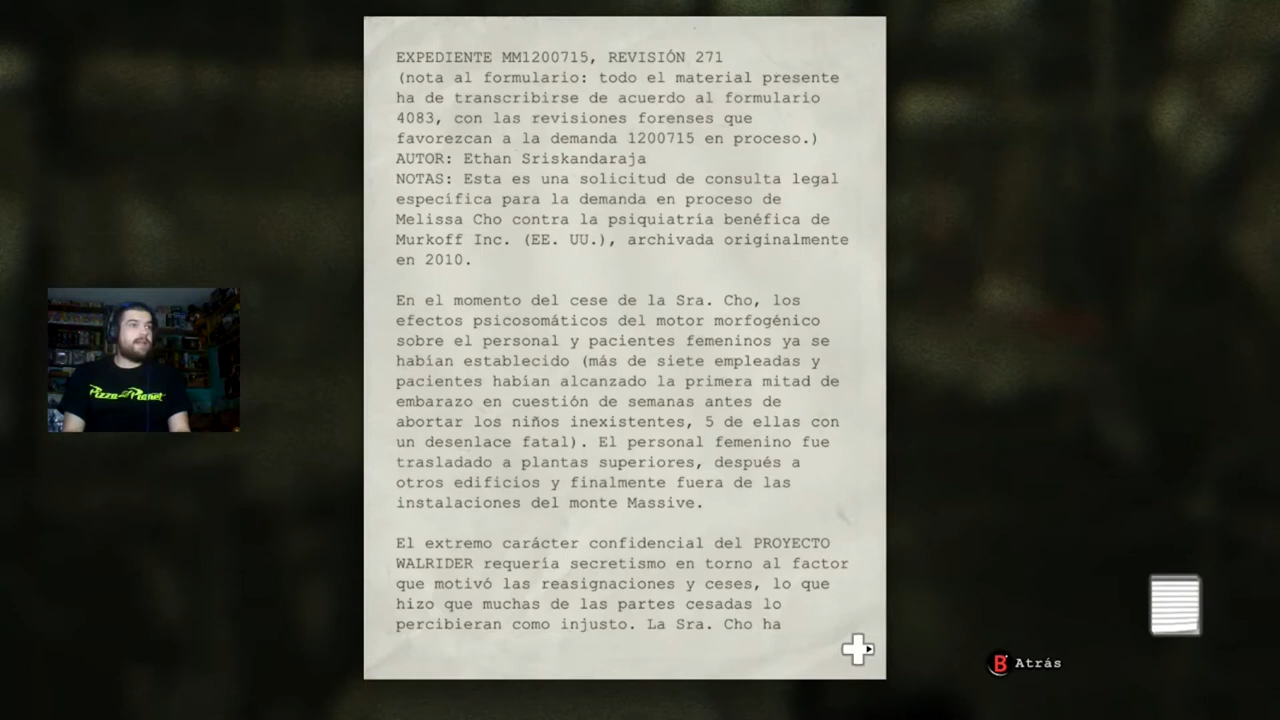 EXPEDIENTE MM1200715, REVISIÓN 271
(nota al formulario: todo el material presente
ha de transcribirse de acuerdo al formulario
4083, con las revisiones forenses que
favorezcan a la demanda 1200715 en proceso.)
AUTOR: Ethan Sriskandaraja
NOTAS: Esta es una solicitud de consulta legal
específica para la demanda en proceso de
Melissa Cho contra la psiquiatría benéfica de
Murkoff Inc. (EE. UU.), archivada originalmente
en 2010.
En el momento del cese de la Sra. Cho, los
efectos psicosomáticos del motor morfogénico
sobre el personal y pacientes femeninos ya se
habían establecido (más de siete empleadas y
pacientes habían alcanzado la primera mitad de
embarazo en cuestión de semanas antes de
abortar los niños inexistentes, 5 de ellas con
un desenlace fatal). El personal femenino fue
trasladado a plantas superiores, después a
otros edificios y finalmente fuera de las
instalaciones del monte Massive.
El extremo carácter confidencial del PROYECTO
WALRIDER requería secretismo en torno al factor
que motivó las reasignaciones y ceses, lo que
hizo que muchas de las partes cesadas lo
percibieran como injusto. La Sra. Cho ha
Pizza Planet
B Atrás